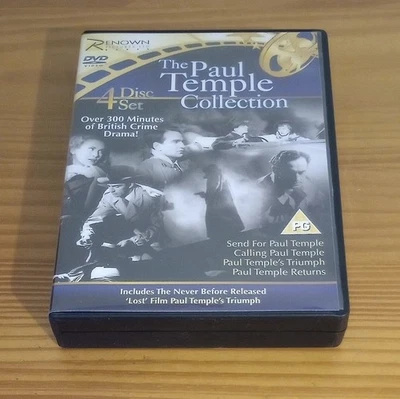 RENOWN
DVD
VIDEO
The Paul
Temple
Collection
4 Disc
Set
Over 300 Minutes
of British Crime
Drama!
PG
Send For Paul Temple
Calling Paul Temple
Paul Temple's Triumph
Paul Temple Returns
Includes The Never Before Released
'Lost' Film Paul Temple's Triumph